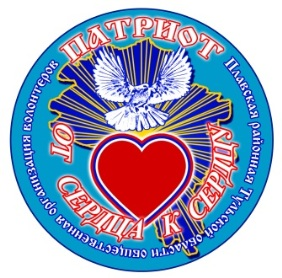 ПАТРИОТ
ОТ СЕРДЦА К СЕРДЦУ
Плавская районная Тульской области общественная организация волонтеров